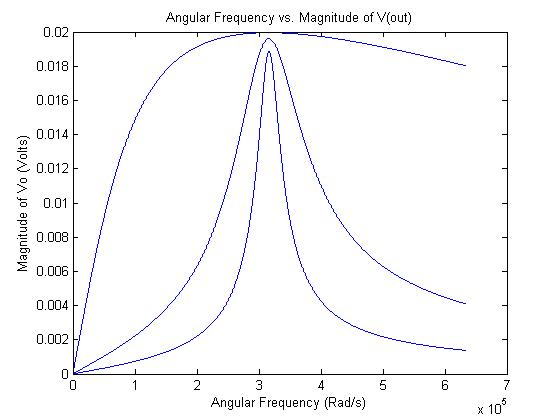 Angular Frequency vs. Magnitude of V(out)
0.02
0.018
0.016
0.014
0.012
0.01
0.008
0.006
0.004
0.002
0
Magnitude of Vo (Volts)
0 1 2 3 4 5 6 7
Angular Frequency (Rad/s)
x 10^5